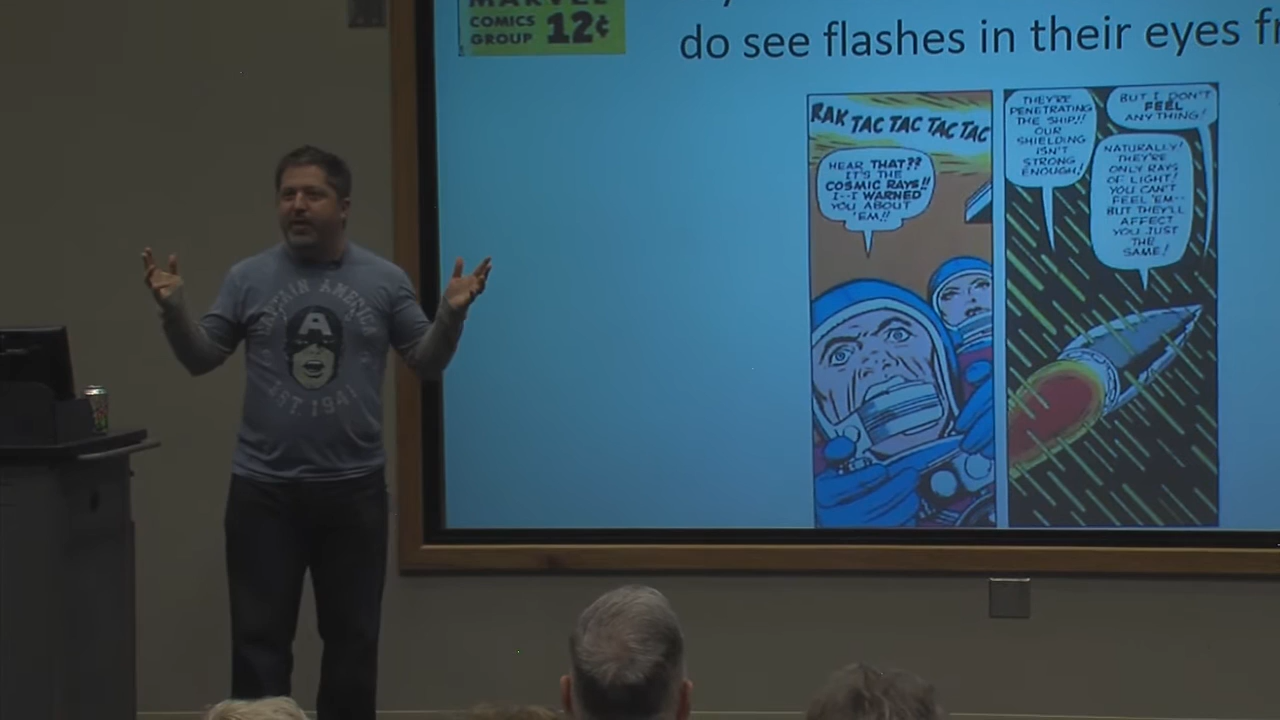 MARVEL
COMICS
GROUP 12¢
do see flashes in their eyes
RAK TAC TAC TAC TAC
HEAR THAT??
IT'S THE
COSMIC RAYS!!
I--I WARNED
YOU ABOUT
'EM!!
THEY'RE
PENETRATING
THE SHIP!!
OUR
SHIELDING
ISN'T
STRONG
ENOUGH!
BUT I DON'T
FEEL
ANYTHING!
NATURALLY!
THEY'RE
ONLY RAYS
OF LIGHT!
YOU CAN'T
FEEL 'EM--
BUT THEY'LL
AFFECT
YOU JUST
THE
SAME!
CAPTAIN AMERICA
A
EST. 1941